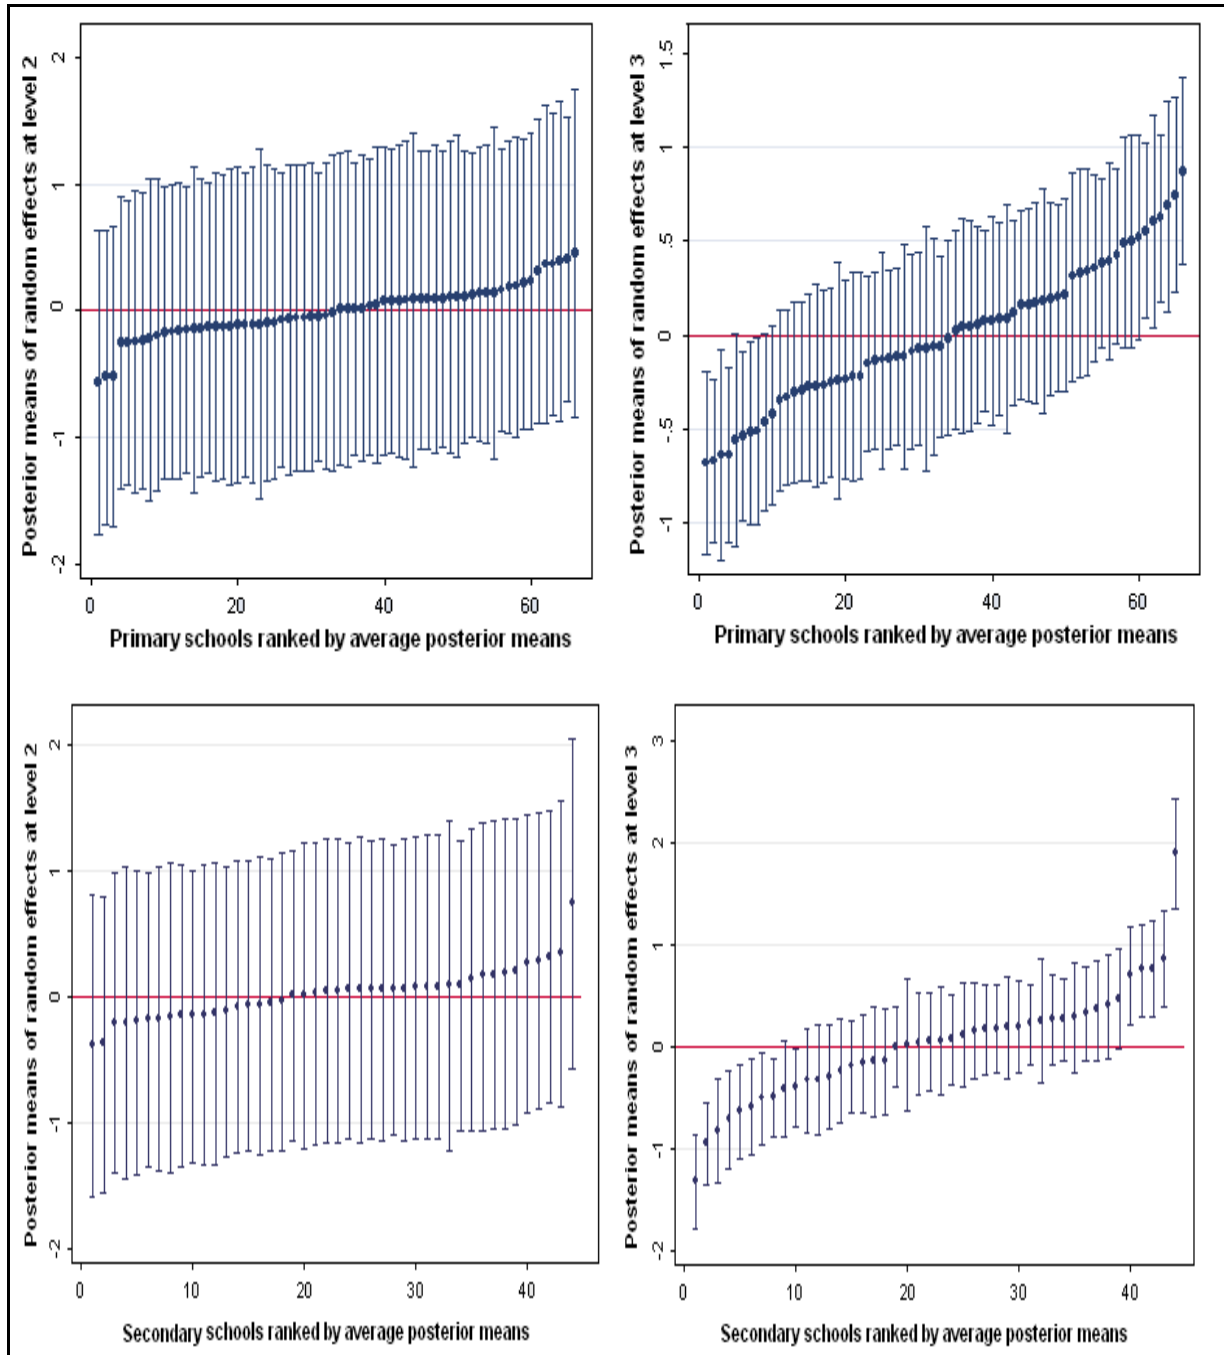 Posterior means of random effects at level 2
2
1
0
-1
-2
0 20 40 60
Primary schools ranked by average posterior means
Posterior means of random effects at level 3
1.5
1
.5
0
-.5
-1
0 20 40 60
Primary schools ranked by average posterior means
Posterior means of random effects at level 2
2
1
0
-1
-2
0 10 20 30 40
Secondary schools ranked by average posterior means
Posterior means of random effects at level 3
3
2
1
0
-1
-2
0 10 20 30 40
Secondary schools ranked by average posterior means